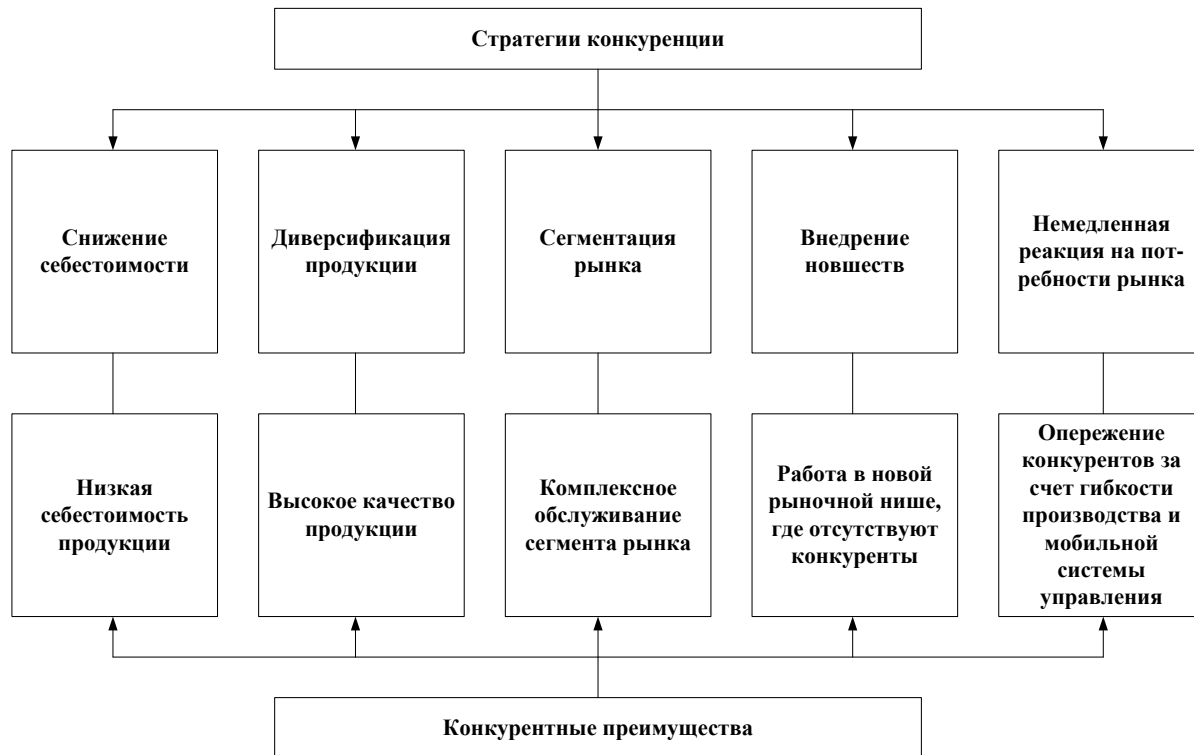 Стратегии конкуренции
Снижение
себестоимости
Диверсификация
продукции
Сегментация
рынка
Внедрение
новшеств
Немедленная
реакция на пот-
ребности рынка
Низкая
себестоимость
продукции
Высокое качество
продукции
Комплексное
обслуживание
сегмента рынка
Работа в новой
рыночной нише,
где отсутствуют
конкуренты
Опережение
конкурентов за
счет гибкости
производства и
мобильной
системы
управления
Конкурентные преимущества